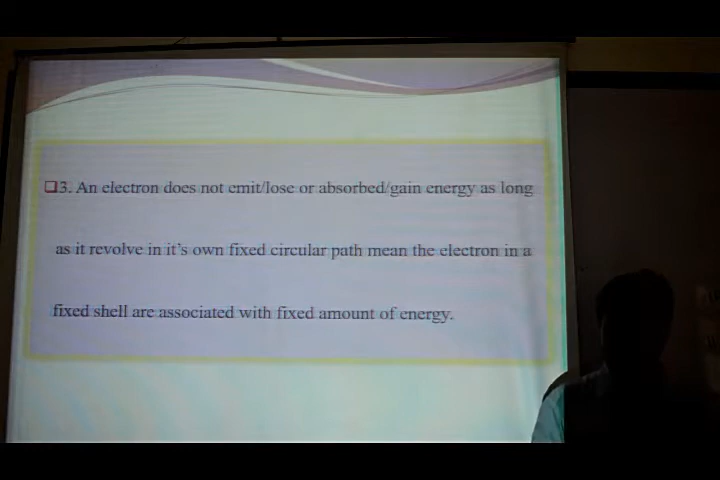 3. An electron does not emit/lose or absorbed/gain energy as long
as it revolve in it's own fixed circular path mean the electron in a
fixed shell are associated with fixed amount of energy.